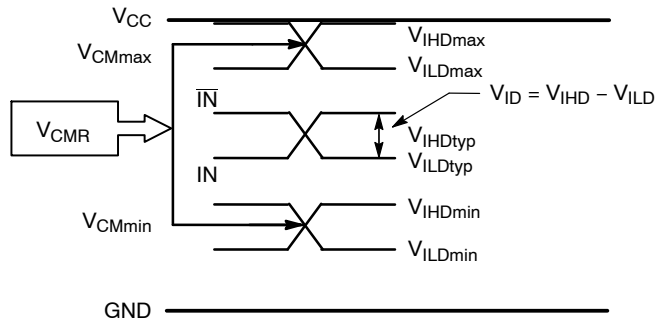 VCC
VIHDmax
VCMmax
VILDmax
IN
VID = VIHD – VILD
VCMR
VIHDtyp
VILDtyp
IN
VIHDmin
VCMmin
VILDmin
GND